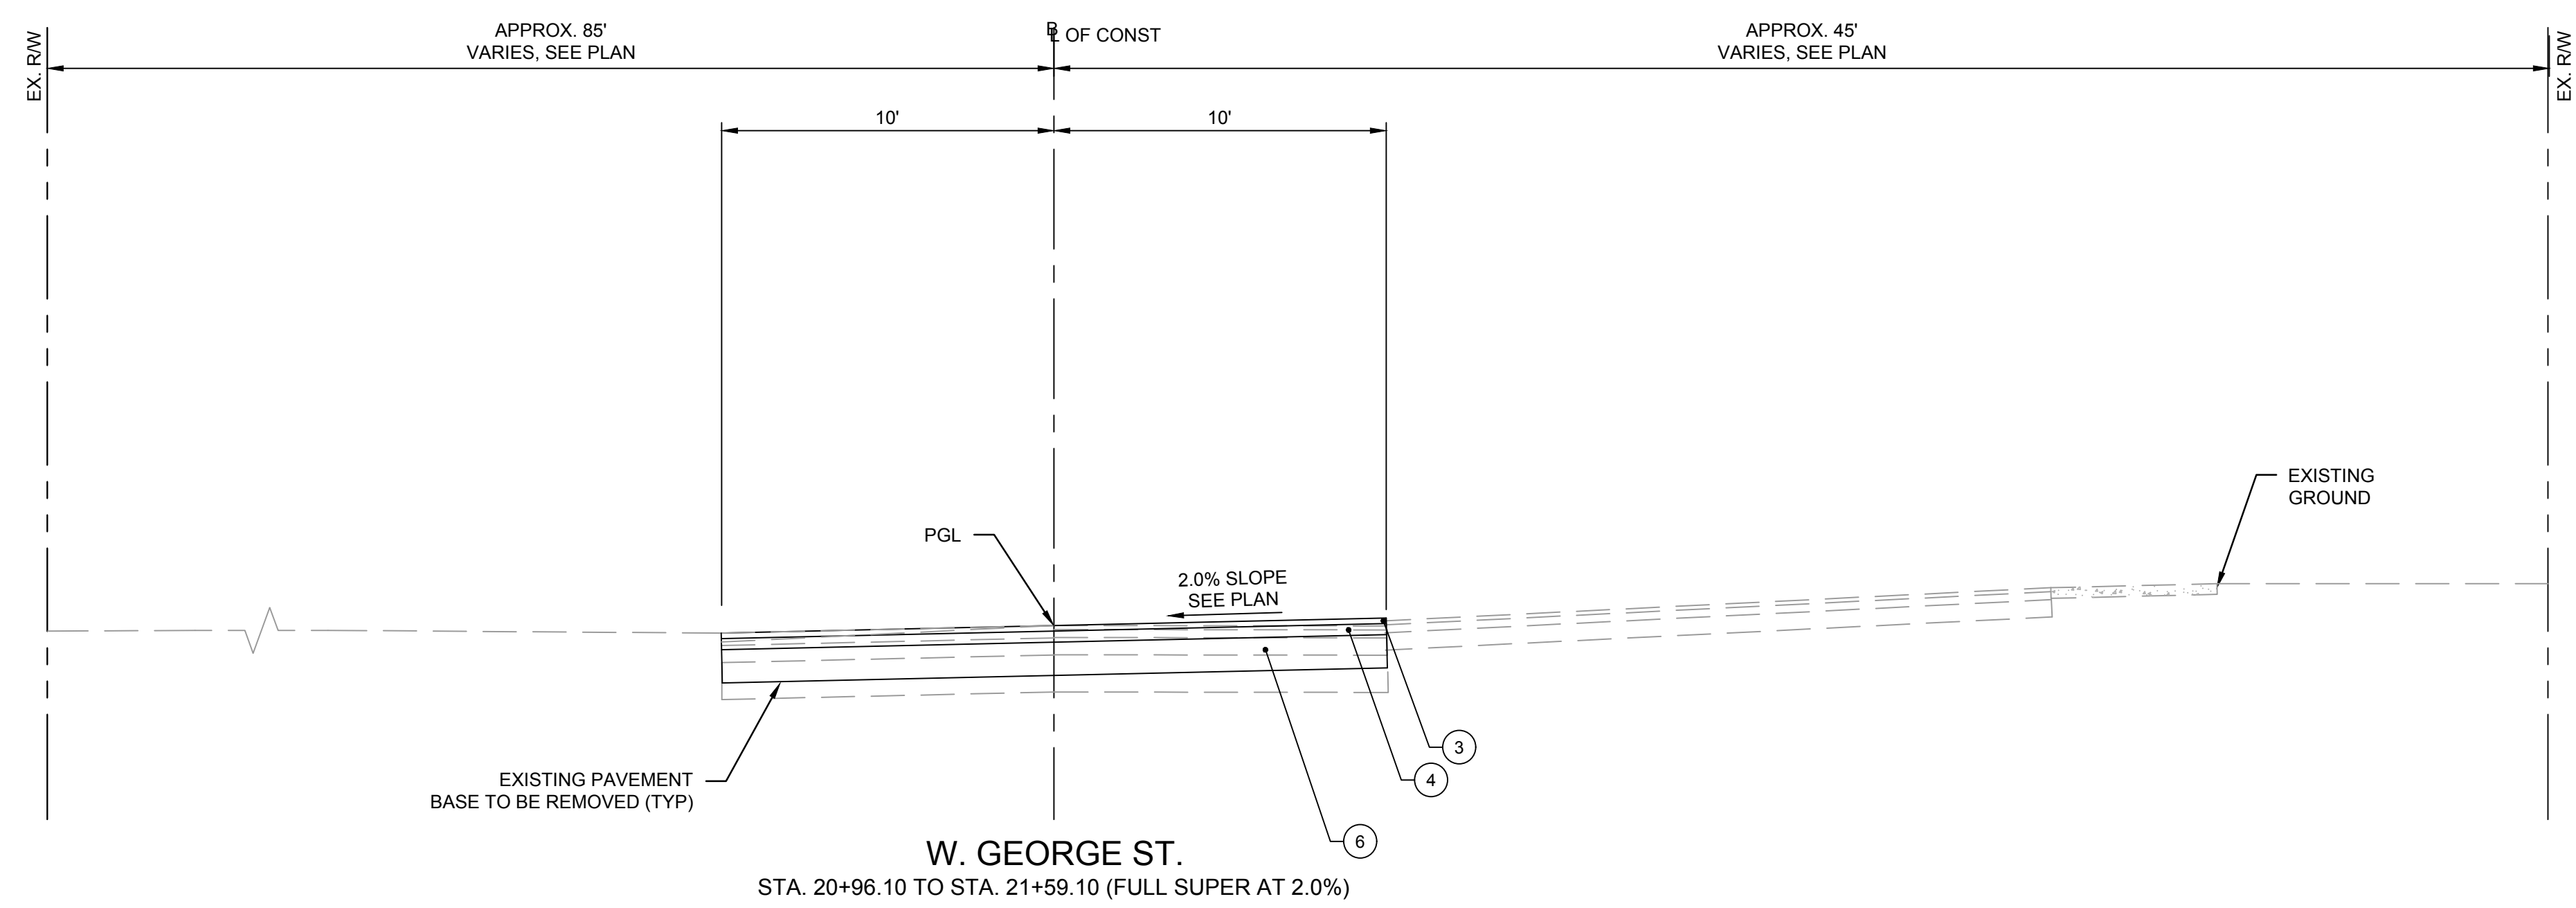 EX. R/W
APPROX. 85'
VARIES, SEE PLAN
BL OF CONST
APPROX. 45'
VARIES, SEE PLAN
EX. R/W
10'
10'
EXISTING
GROUND
PGL
2.0% SLOPE
SEE PLAN
3
4
EXISTING PAVEMENT
BASE TO BE REMOVED (TYP)
6
W. GEORGE ST.
STA. 20+96.10 TO STA. 21+59.10 (FULL SUPER AT 2.0%)